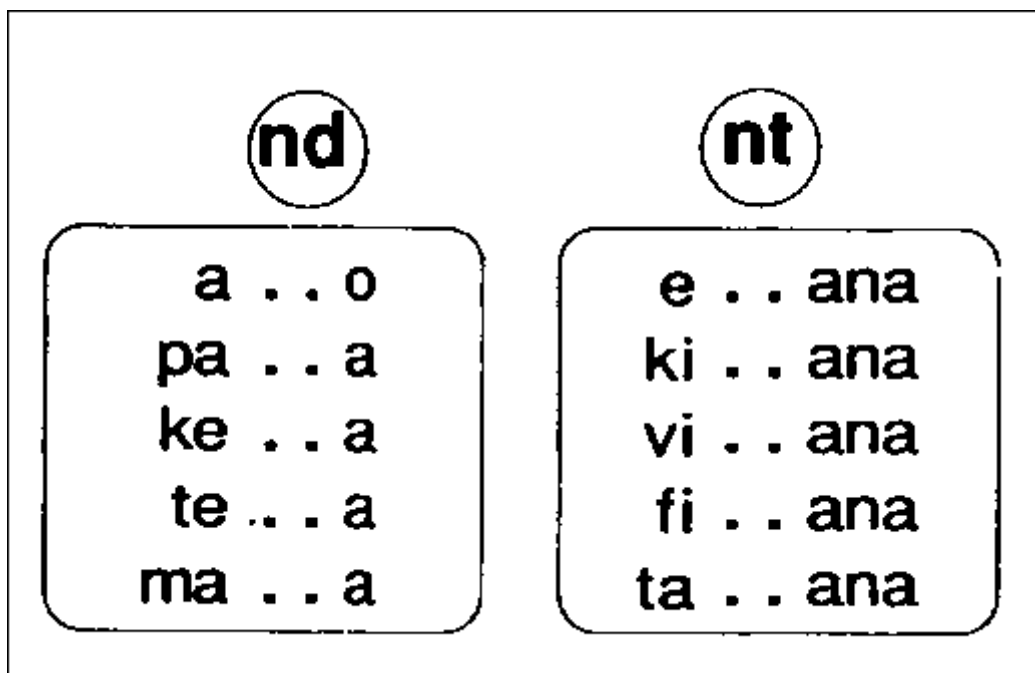 nd
a . . o
pa . . a
ke . . a
te . . a
ma . . a
nt
e . . ana
ki . . ana
vi . . ana
fi . . ana
ta . . ana